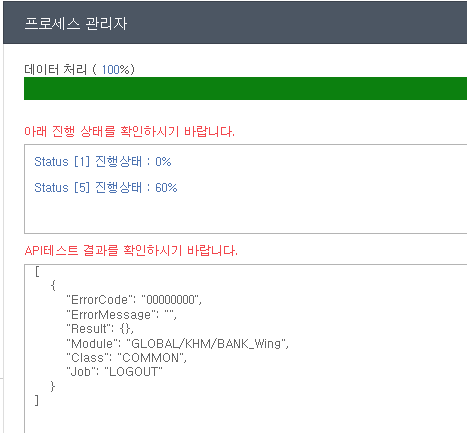 프로세스 관리자
데이터 처리 ( 100%)
아래 진행 상태를 확인하시기 바랍니다.
Status [1] 진행상태 : 0%
Status [5] 진행상태 : 60%
API테스트 결과를 확인하시기 바랍니다.
[
{
"ErrorCode": "00000000",
"ErrorMessage": "",
"Result": {},
"Module": "GLOBAL/KHM/BANK_Wing",
"Class": "COMMON",
"Job": "LOGOUT"
}
]